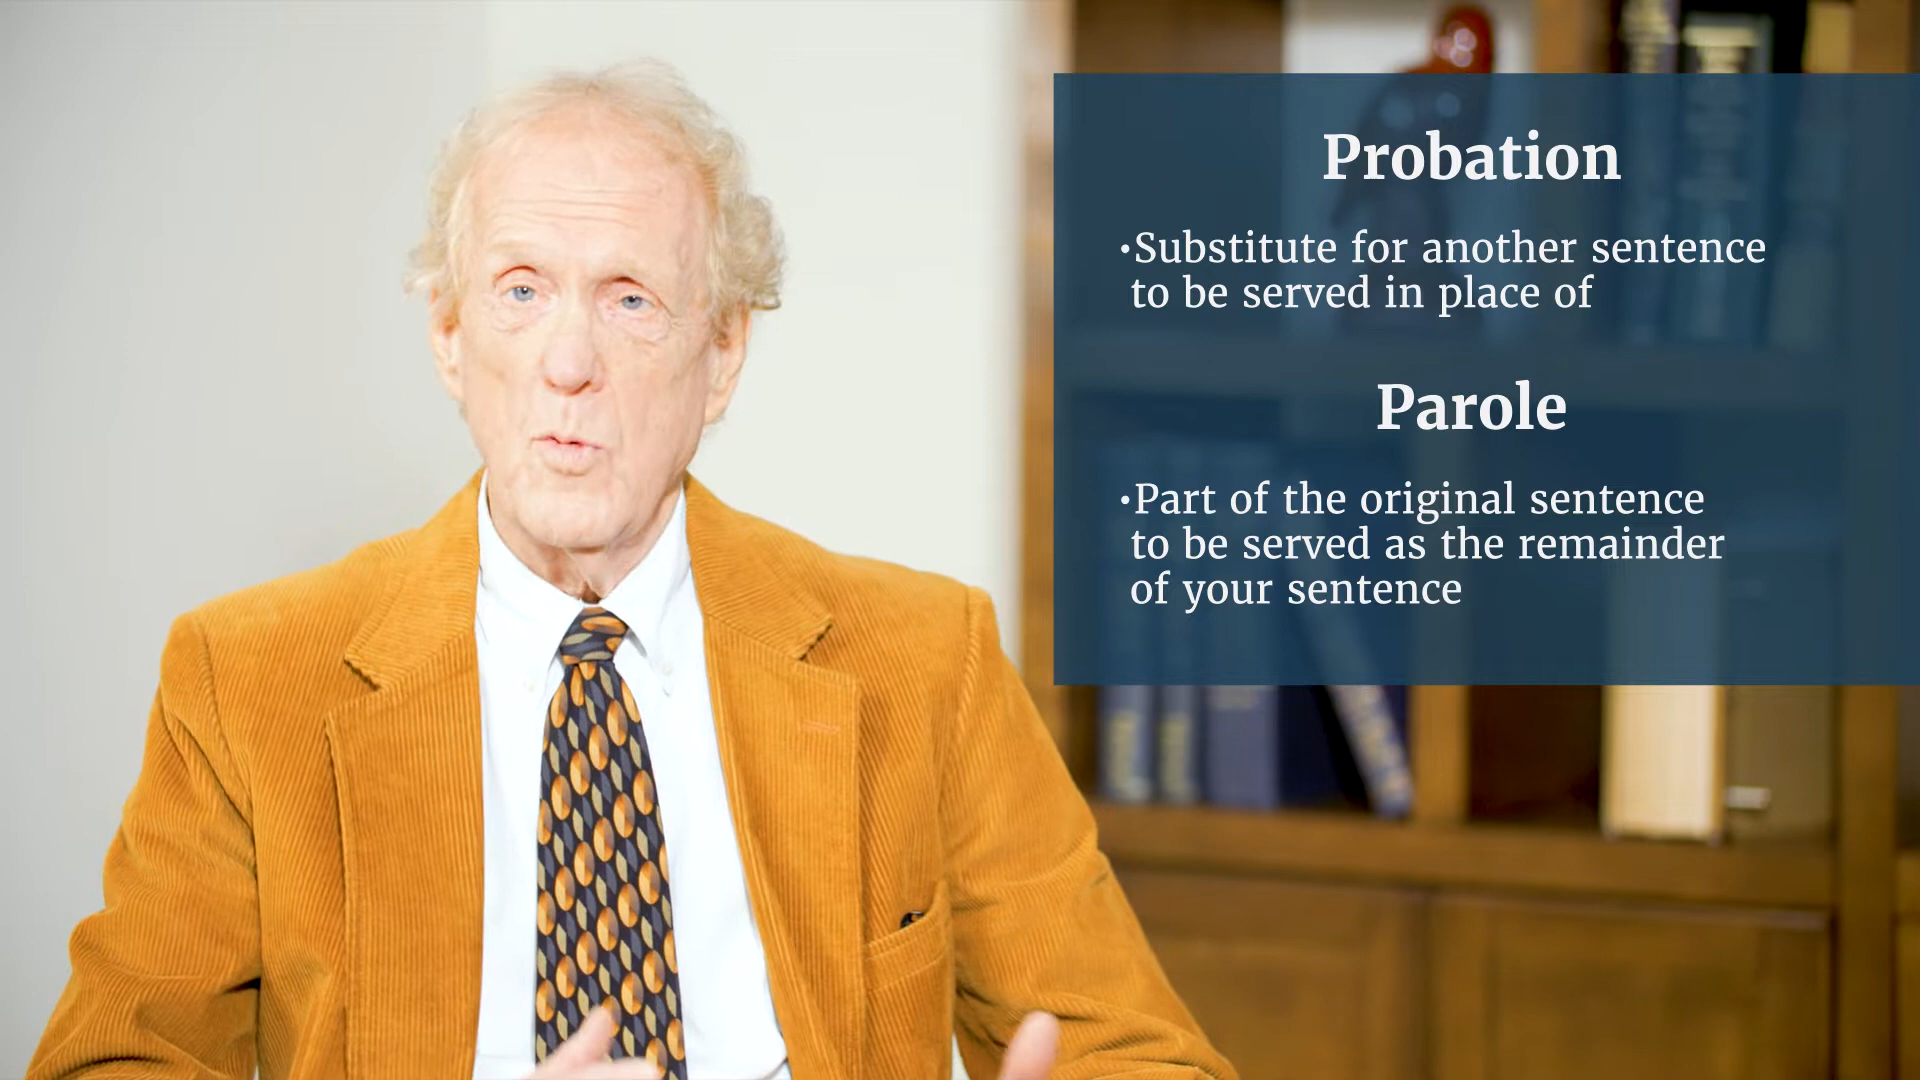 Probation
•Substitute for another sentence
to be served in place of
Parole
•Part of the original sentence
to be served as the remainder
of your sentence